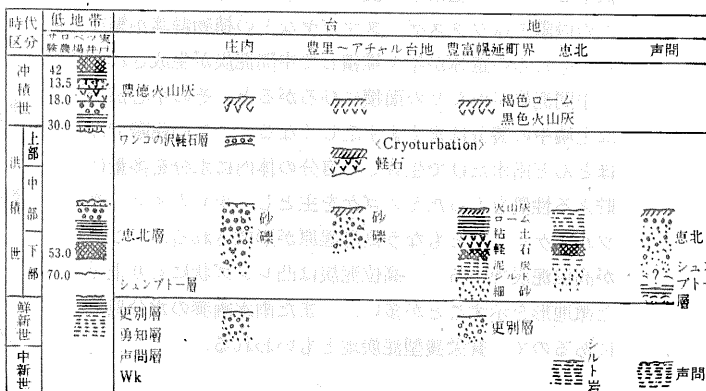 時代区分
低地帯
台地
サロベツ実験農場井戸
庄内
豊里～アチャル台地
豊富幌延町界
恵北
声問
冲積世
42
13.5
18.0
30.0
豊徳火山灰
褐色ローム
黒色火山灰
洪積世
上部
中部
下部
ワンコの沢軽石層
<Cryoturbation>
軽石
恵北層
砂礫
砂礫
火山灰
ローム
粘土
軽石
泥炭
細砂
恵北
53.0
70.0
シュンプトー層
シュンプトー層
鮮新世
更別層
勇知層
更別層
中新世
声問層
Wk
シルト岩
声問